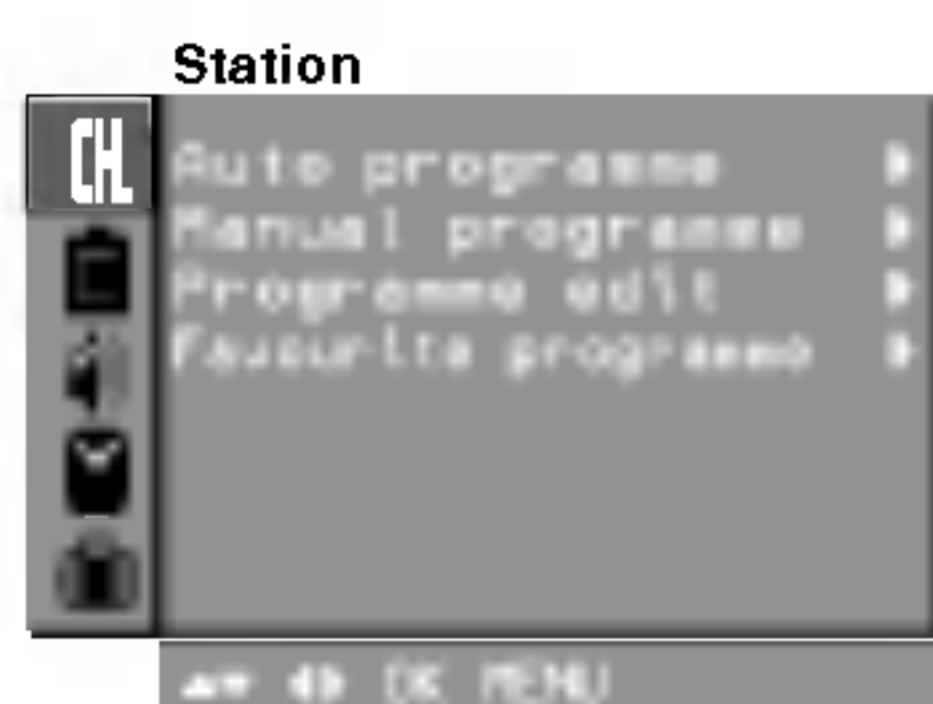 Station
CH
Auto programme
Manual programme
Programme edit
Favourite programme
OK MENU